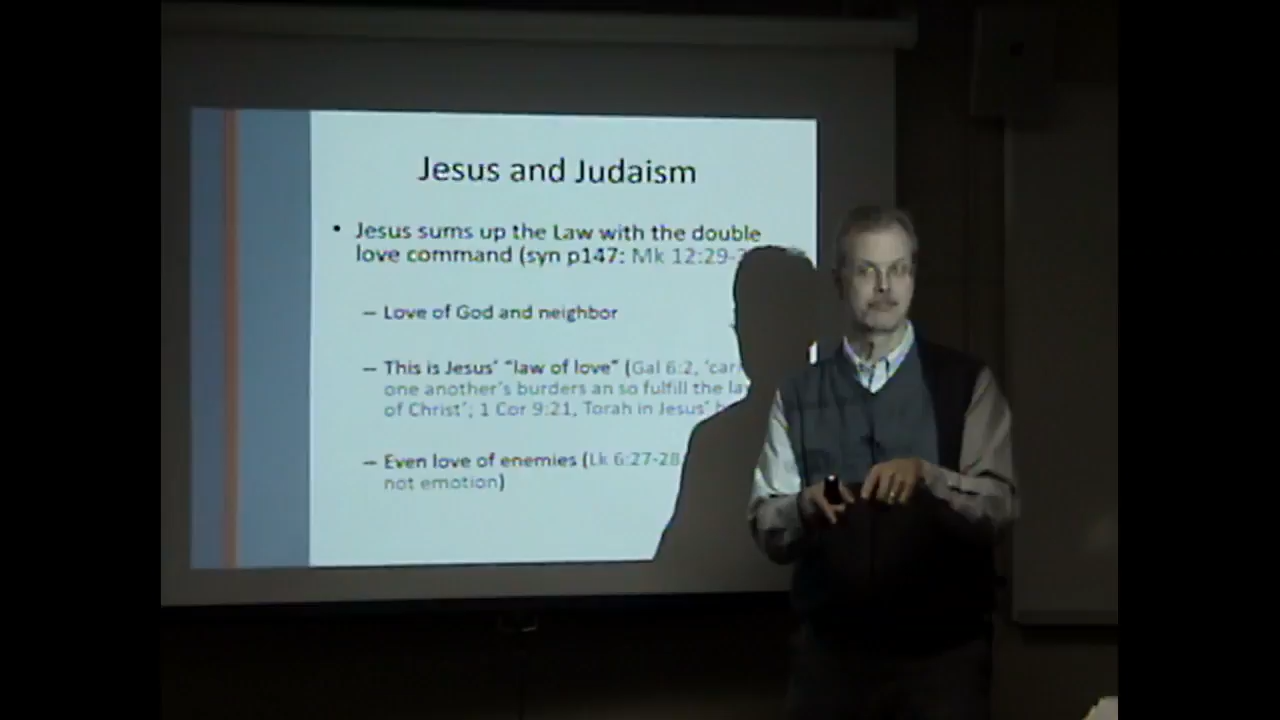 Jesus and Judaism
• Jesus sums up the Law with the double
love command (syn p147: Mk 12:29-
– Love of God and neighbor
– This is Jesus' "law of love" (Gal 6:2, 'car
one another's burders an so fulfill the la
of Christ'; 1 Cor 9:21, Torah in Jesus'
– Even love of enemies (Lk 6:27-28
not emotion)